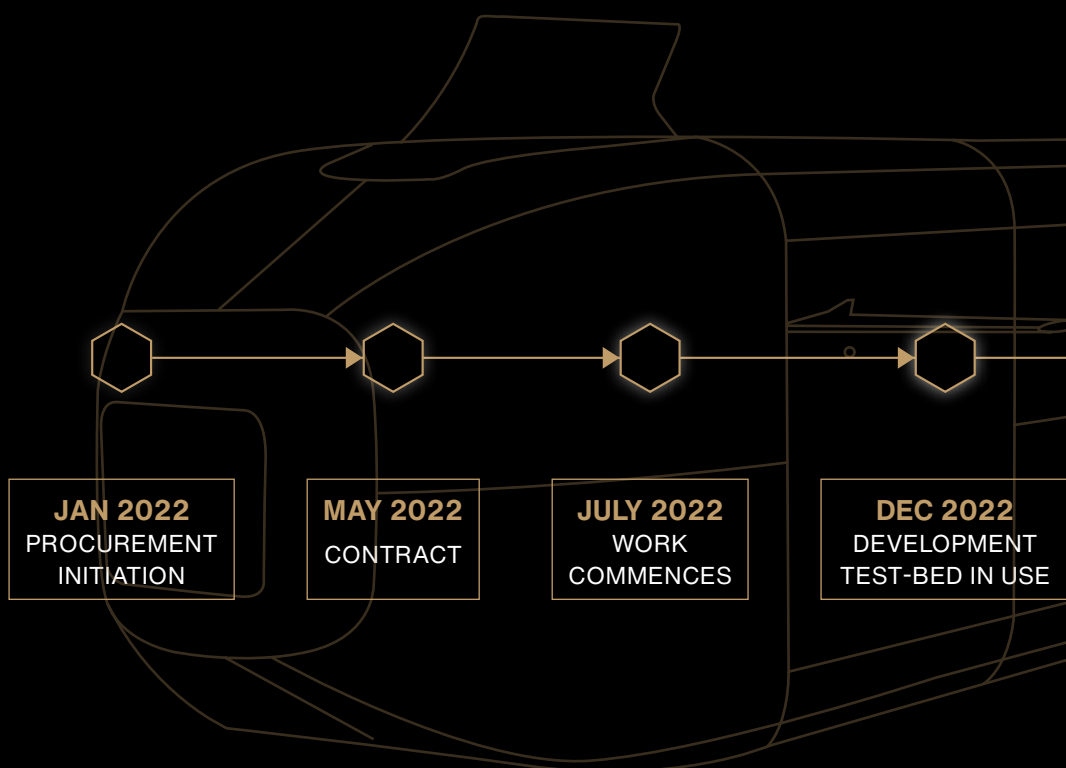 JAN 2022
PROCUREMENT
INITIATION
MAY 2022
CONTRACT
JULY 2022
WORK
COMMENCES
DEC 2022
DEVELOPMENT
TEST-BED IN USE